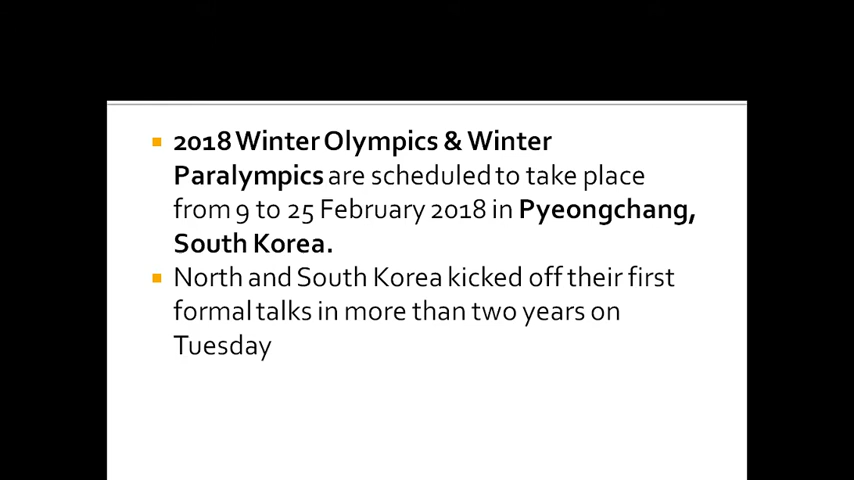 2018 Winter Olympics & Winter
Paralympics are scheduled to take place
from 9 to 25 February 2018 in Pyeongchang,
South Korea.
North and South Korea kicked off their first
formal talks in more than two years on
Tuesday